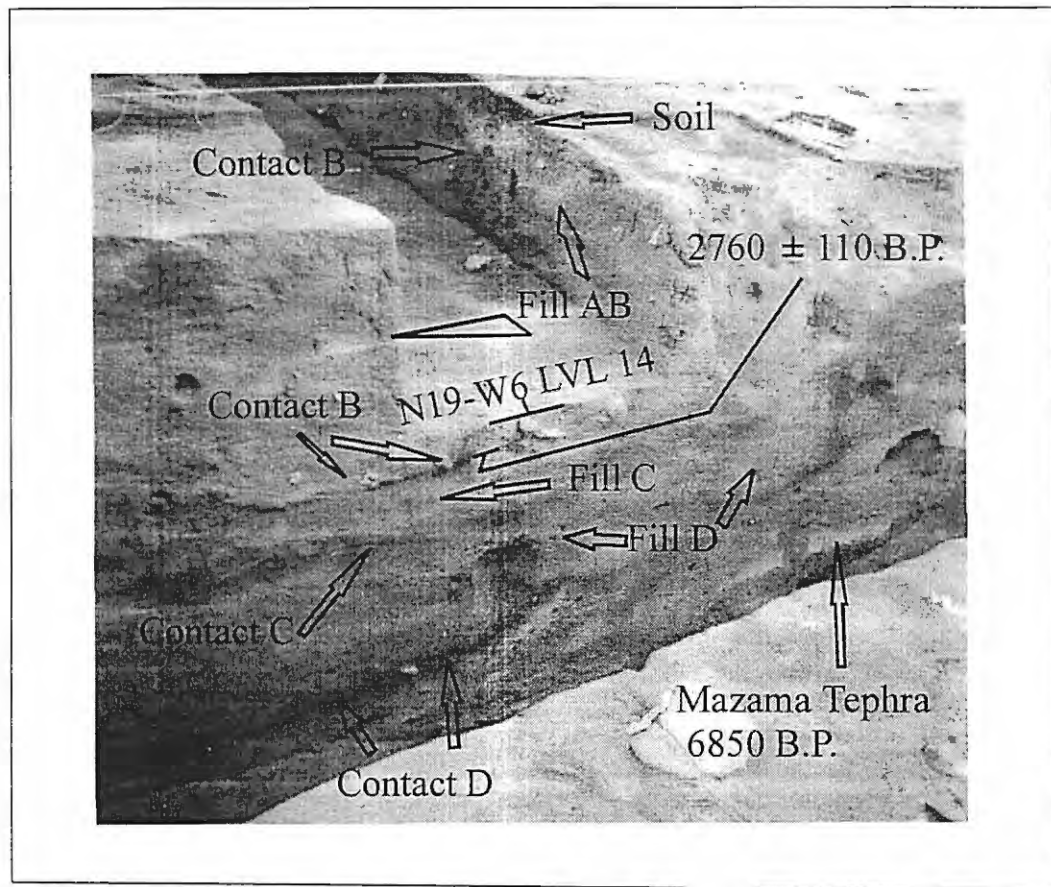 Soil
Contact B
2760 ± 110 B.P.
Fill AB
N19-W6 LVL 14
Contact B
Fill C
Fill D
Contact C
Mazama Tephra
6850 B.P.
Contact D